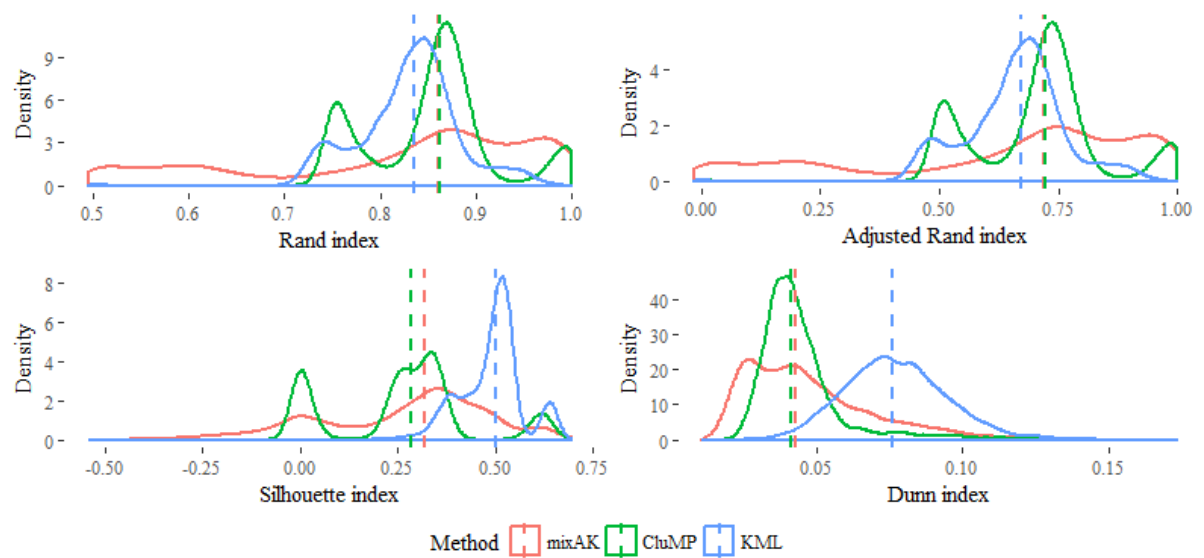 Density
9
6
3
0
0.5 0.6 0.7 0.8 0.9 1.0
Rand index
Density
4
2
0
0.00 0.25 0.50 0.75 1.00
Adjusted Rand index
Density
8
6
4
2
0
-0.50 -0.25 0.00 0.25 0.50 0.75
Silhouette index
Density
40
30
20
10
0
0.05 0.10 0.15
Dunn index
Method mixAK CluMP KML